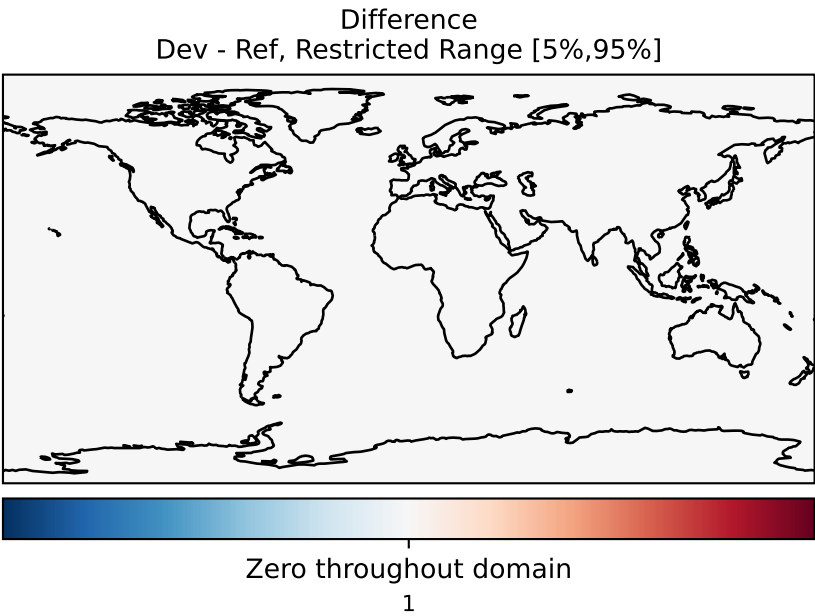 Difference
Dev - Ref, Restricted Range [5%,95%]
Zero throughout domain
1